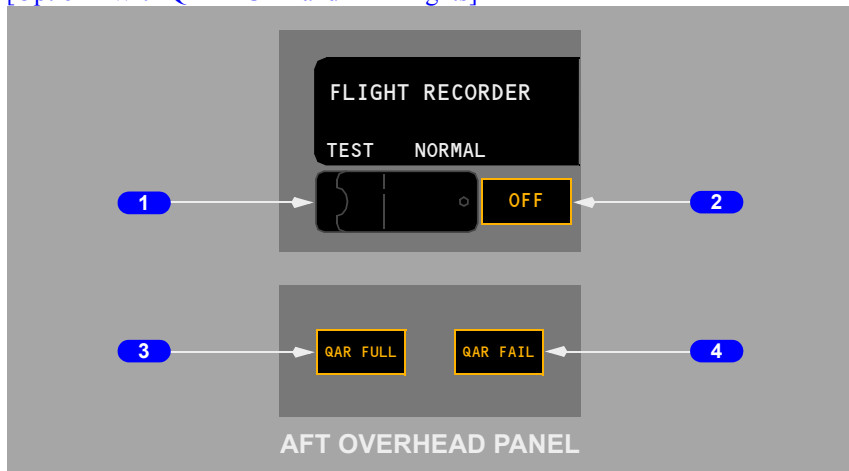 FLIGHT RECORDER
TEST NORMAL
1
OFF
2
3
QAR FULL
QAR FAIL
4
AFT OVERHEAD PANEL